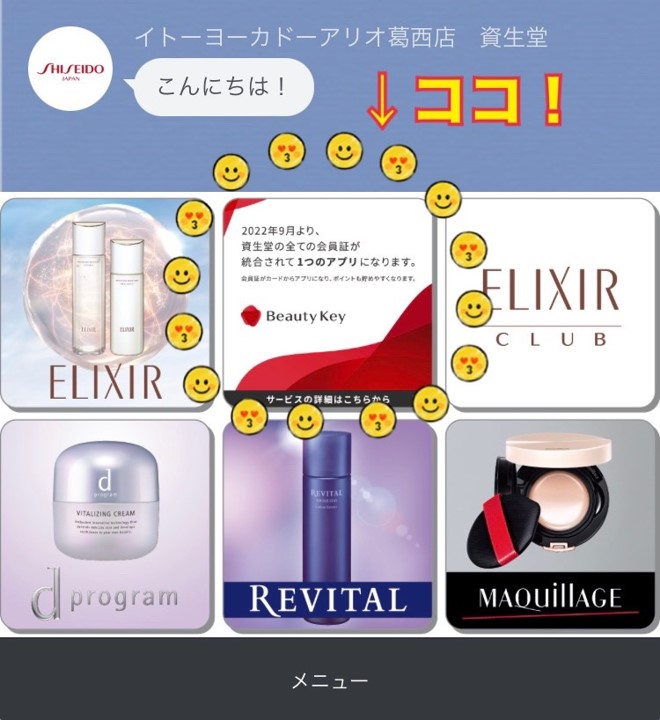 イトーヨーカドーアリオ葛西店 資生堂
SHISEIDO
JAPAN
こんにちは！
↓ココ！
2022年9月より、
資生堂の全ての会員証が
統合されて1つのアプリになります。
会員証がカードからアプリになり、ポイントも貯めやすくなります。
Beauty Key
サービスの詳細はこちらから
ELIXIR
ELIXIR
ELIXIR
CLUB
d
program
VITALIZING CREAM
d program
REVITAL
REVITAL
MAQuillAGE
メニュー